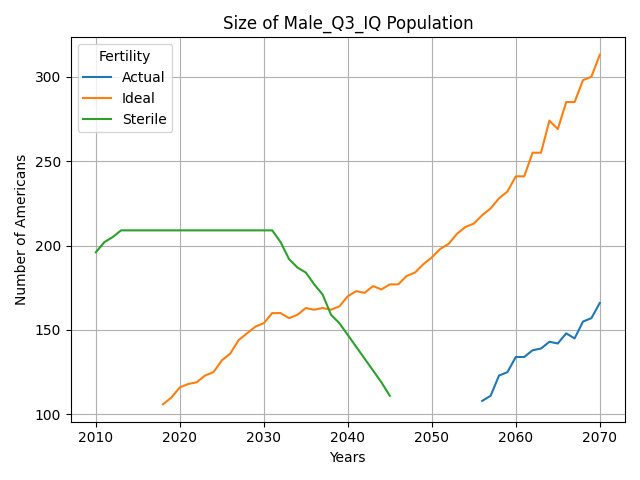 Size of Male_Q3_IQ Population
Fertility
Actual
Ideal
Sterile
Number of Americans
300
250
200
150
100
2010 2020 2030 2040 2050 2060 2070
Years